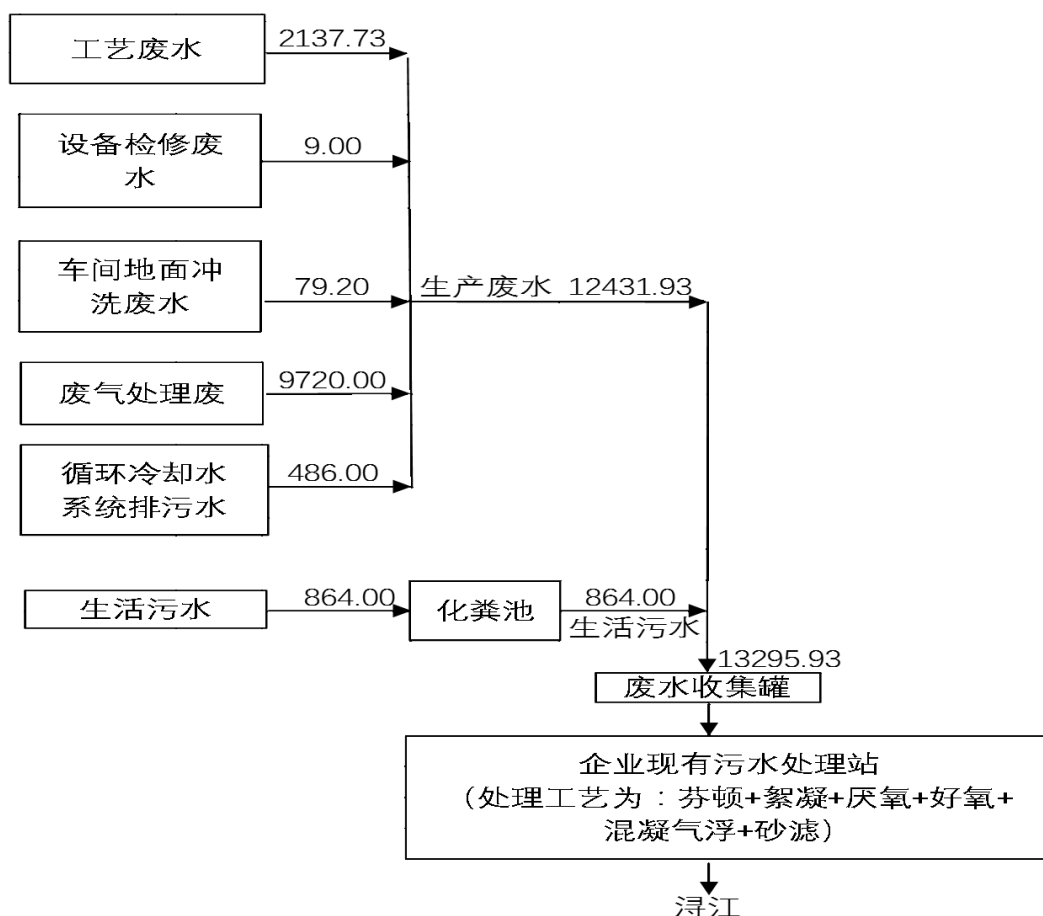 工艺废水
2137.73
设备检修废
水
9.00
车间地面冲
洗废水
79.20
生产废水 12431.93
废气处理废
9720.00
循环冷却水
系统排污水
486.00
生活污水
864.00
化粪池
864.00
生活污水
13295.93
废水收集罐
企业现有污水处理站
（处理工艺为：芬顿+絮凝+厌氧+好氧+
混凝气浮+砂滤）
浔江